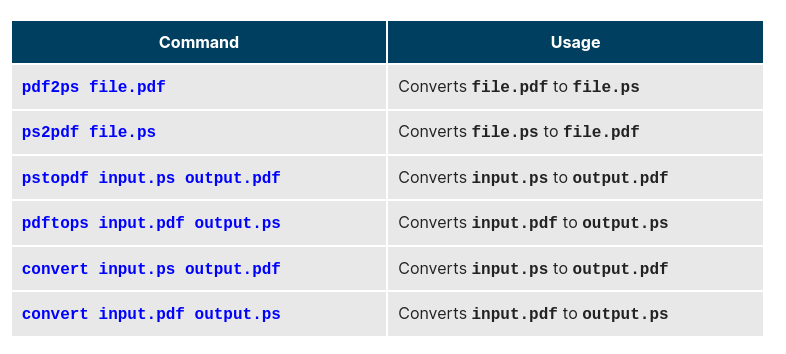 Command Usage
pdf2ps file.pdf Converts file.pdf to file.ps
ps2pdf file.ps Converts file.ps to file.pdf
pstopdf input.ps output.pdf Converts input.ps to output.pdf
pdftops input.pdf output.ps Converts input.pdf to output.ps
convert input.ps output.pdf Converts input.ps to output.pdf
convert input.pdf output.ps Converts input.pdf to output.ps